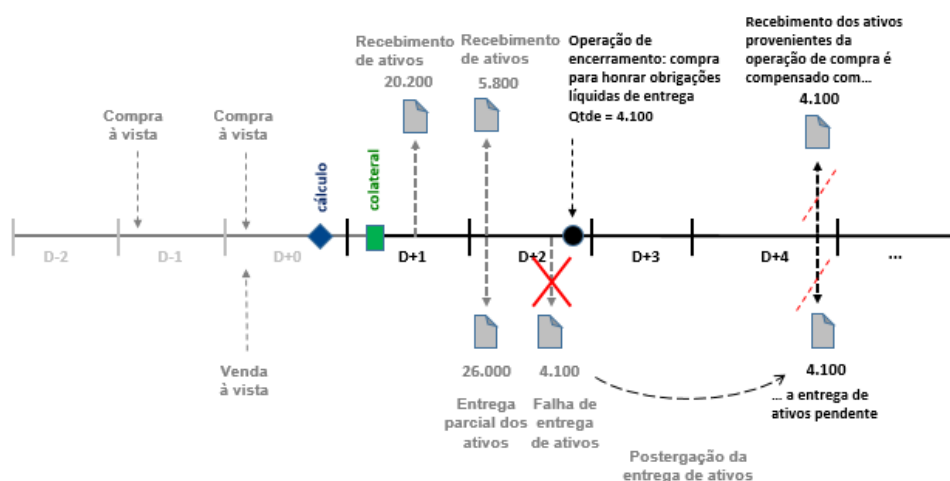 Recebimento
de ativos
20.200
Recebimento
de ativos
5.800
Operação de
encerramento: compra
para honrar obrigações
líquidas de entrega
Qtde = 4.100
Recebimento dos ativos
provenientes da
operação de compra é
compensado com...
4.100
Compra
à vista
Compra
à vista
cálculo
colateral
D-2
D-1
D+0
D+1
D+2
D+3
D+4
...
Venda
à vista
26.000
Entrega
parcial dos
ativos
4.100
Falha de
entrega
de ativos
4.100
... a entrega de
ativos pendente
Postergação da
entrega de ativos